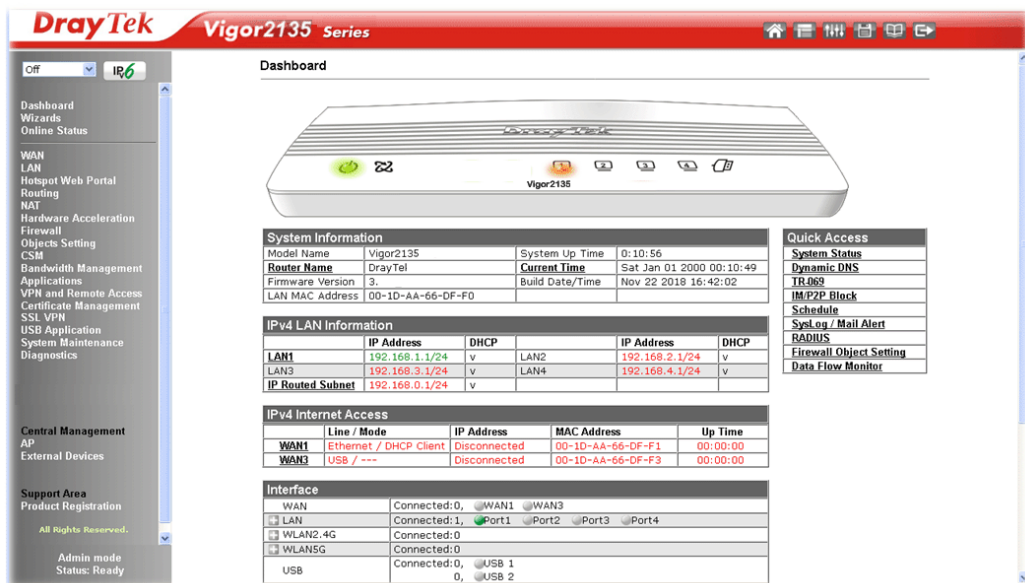 DrayTek
Vigor2135 Series
Off
IPv6
Dashboard
Wizards
Online Status
WAN
LAN
Hotspot Web Portal
Routing
NAT
Hardware Acceleration
Firewall
Objects Setting
CSM
Bandwidth Management
Applications
VPN and Remote Access
Certificate Management
SSL VPN
USB Application
System Maintenance
Diagnostics
Central Management
AP
External Devices
Support Area
Product Registration
All Rights Reserved.
Admin mode
Status: Ready
Dashboard
DrayTek
1 2 3 4
Vigor2135
System Information
Model Name Vigor2135 System Up Time 0:10:56
Router Name DrayTel Current Time Sat Jan 01 2000 00:10:49
Firmware Version 3. Build Date/Time Nov 22 2018 16:42:02
LAN MAC Address 00-1D-AA-66-DF-F0
IPv4 LAN Information
IP Address DHCP IP Address DHCP
LAN1 192.168.1.1/24 v LAN2 192.168.2.1/24 v
LAN3 192.168.3.1/24 v LAN4 192.168.4.1/24 v
IP Routed Subnet 192.168.0.1/24 v
IPv4 Internet Access
Line / Mode IP Address MAC Address Up Time
WAN1 Ethernet / DHCP Client Disconnected 00-1D-AA-66-DF-F1 00:00:00
WAN3 USB / --- Disconnected 00-1D-AA-66-DF-F3 00:00:00
Interface
WAN Connected:0, WAN1 WAN3
LAN Connected:1, Port1 Port2 Port3 Port4
WLAN2.4G Connected:0
WLAN5G Connected:0
USB Connected:0, USB 1
0, USB 2
Quick Access
System Status
Dynamic DNS
TR-069
IM/P2P Block
Schedule
SysLog / Mail Alert
RADIUS
Firewall Object Setting
Data Flow Monitor